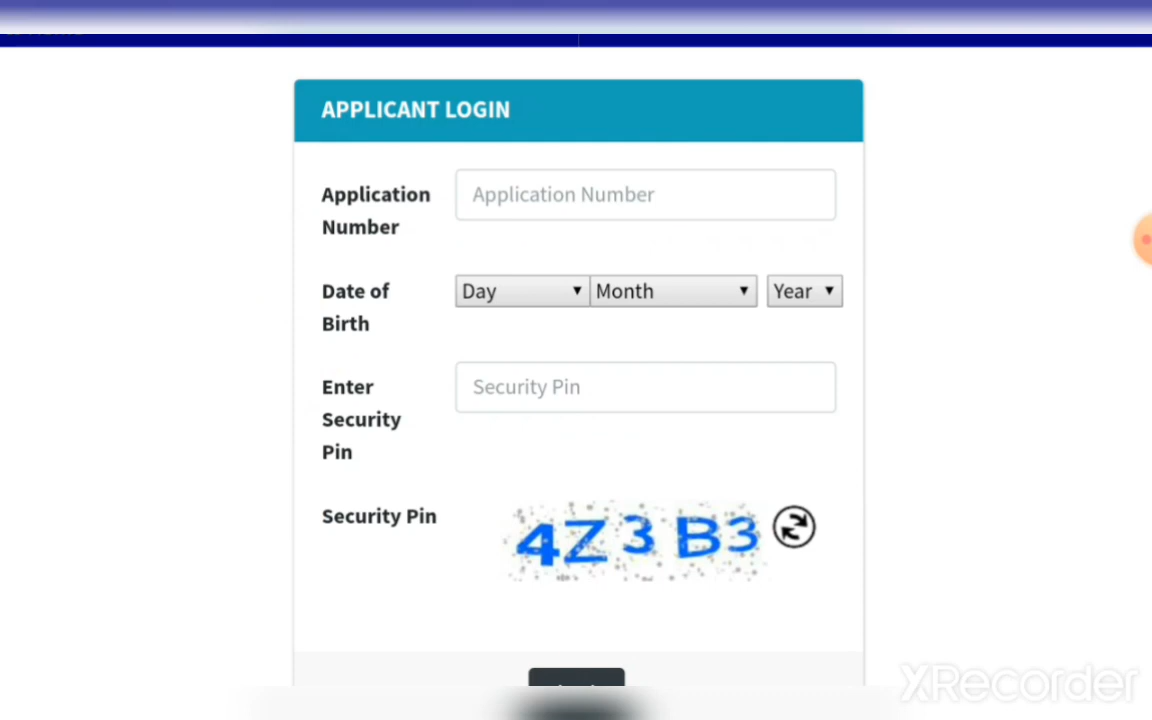 APPLICANT LOGIN
Application Number
Application Number
Date of Birth
Day Month Year
Enter Security Pin
Security Pin
Security Pin
4Z3B3
XRecorder